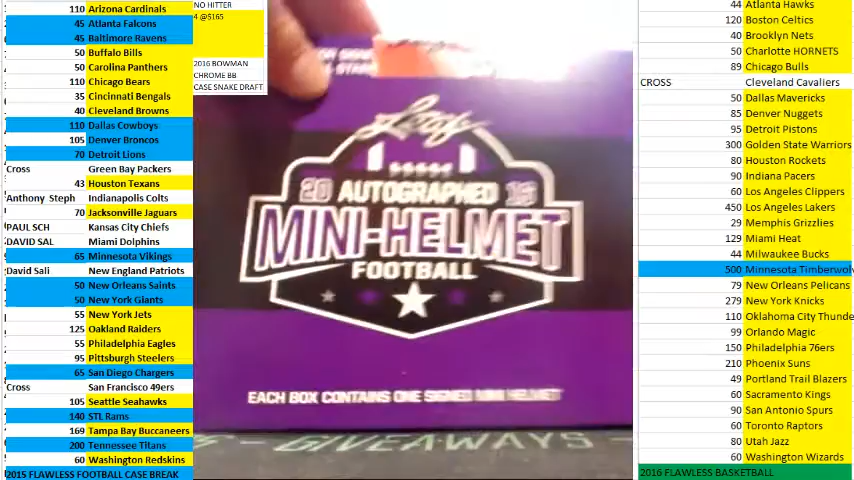 110 Arizona Cardinals
45 Atlanta Falcons
45 Baltimore Ravens
50 Buffalo Bills
50 Carolina Panthers
110 Chicago Bears
35 Cincinnati Bengals
40 Cleveland Browns
110 Dallas Cowboys
105 Denver Broncos
70 Detroit Lions
Cross Green Bay Packers
43 Houston Texans
Anthony Steph Indianapolis Colts
70 Jacksonville Jaguars
PAUL SCH Kansas City Chiefs
DAVID SAL Miami Dolphins
65 Minnesota Vikings
David Sali New England Patriots
50 New Orleans Saints
50 New York Giants
55 New York Jets
125 Oakland Raiders
55 Philadelphia Eagles
95 Pittsburgh Steelers
65 San Diego Chargers
Cross San Francisco 49ers
105 Seattle Seahawks
140 STL Rams
169 Tampa Bay Buccaneers
200 Tennessee Titans
60 Washington Redskins
2015 FLAWLESS FOOTBALL CASE BREAK
NO HITTER
4 @$165
2016 BOWMAN
CHROME BB
CASE SNAKE DRAFT
Leaf
20 AUTOGRAPHED
MINI-HELMET
FOOTBALL
EACH BOX CONTAINS ONE SIGNED MINI HELMET
- GIVEAWAYS -
44 Atlanta Hawks
120 Boston Celtics
40 Brooklyn Nets
50 Charlotte HORNETS
89 Chicago Bulls
CROSS Cleveland Cavaliers
50 Dallas Mavericks
85 Denver Nuggets
95 Detroit Pistons
300 Golden State Warriors
80 Houston Rockets
90 Indiana Pacers
60 Los Angeles Clippers
450 Los Angeles Lakers
29 Memphis Grizzlies
129 Miami Heat
44 Milwaukee Bucks
500 Minnesota Timberwolv
79 New Orleans Pelicans
279 New York Knicks
110 Oklahoma City Thunde
99 Orlando Magic
150 Philadelphia 76ers
210 Phoenix Suns
49 Portland Trail Blazers
60 Sacramento Kings
90 San Antonio Spurs
60 Toronto Raptors
80 Utah Jazz
60 Washington Wizards
2016 FLAWLESS BASKETBALL